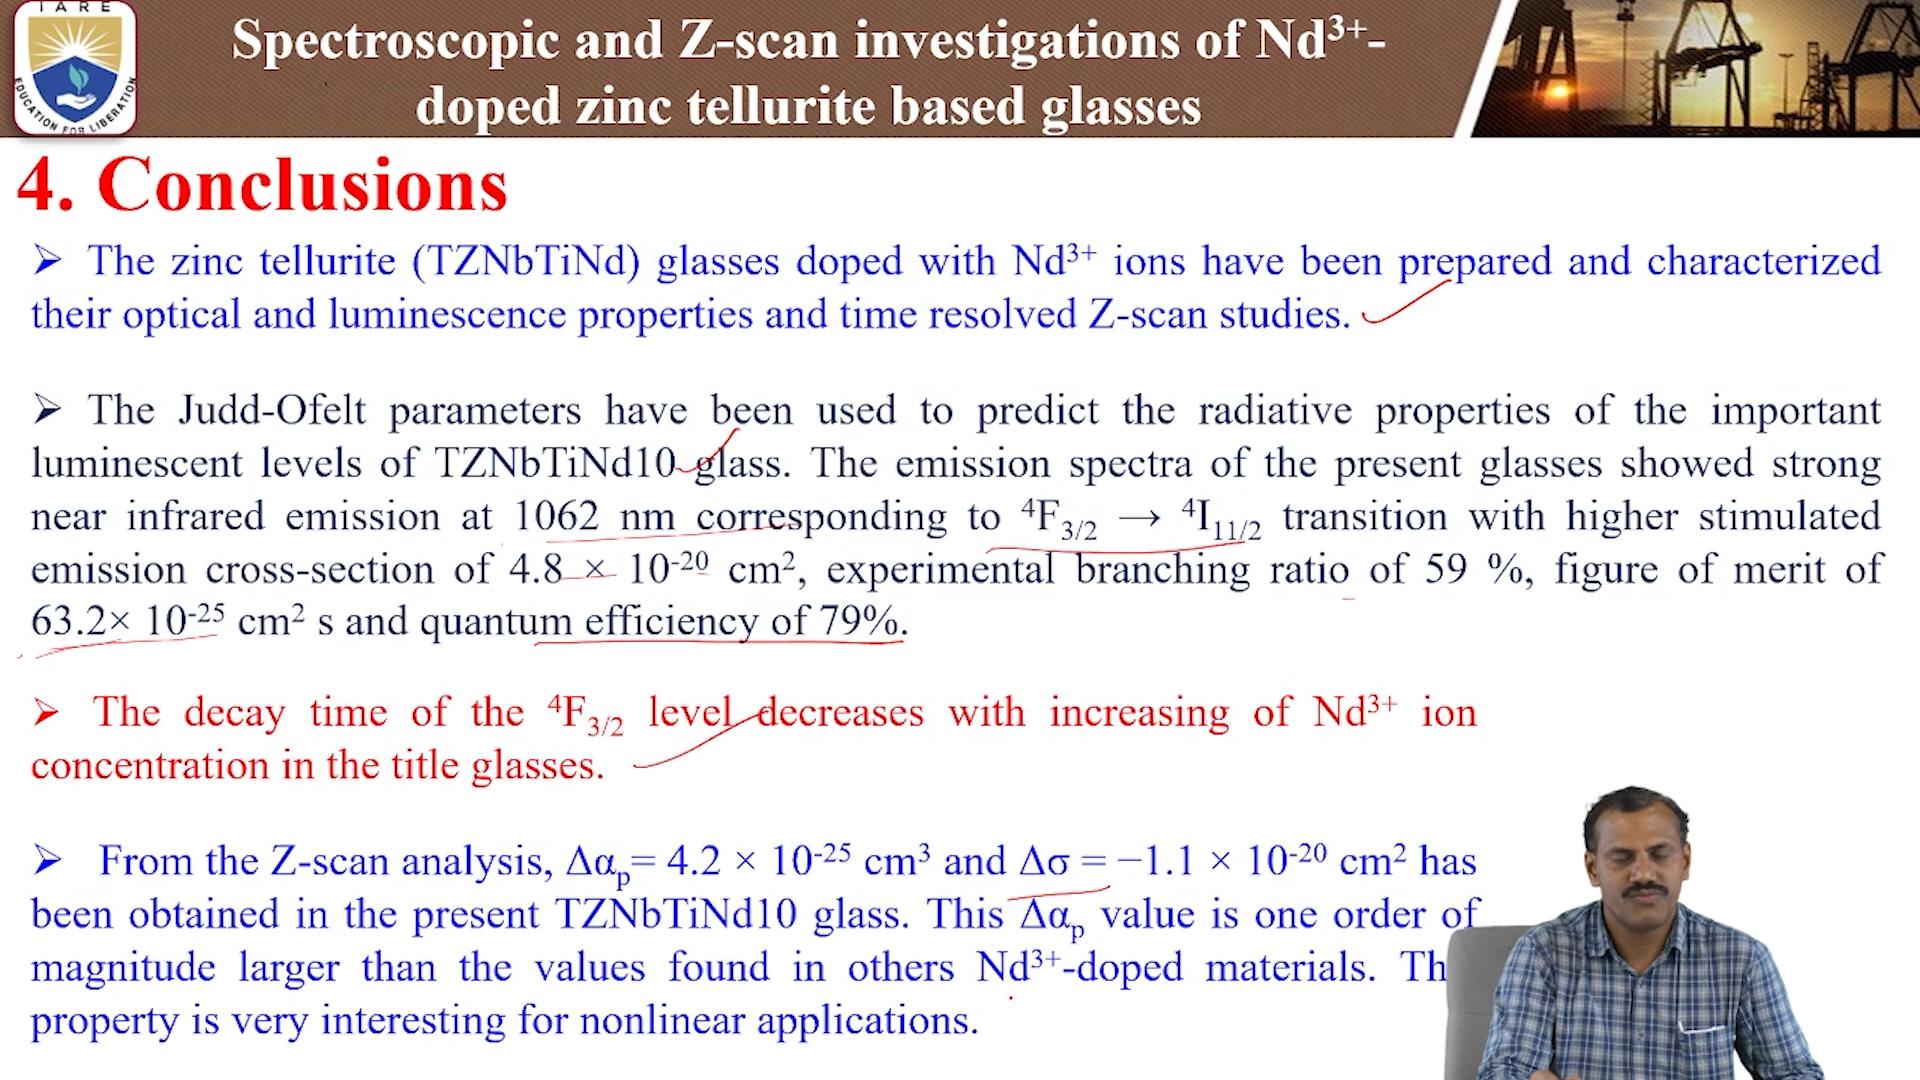 IARE
EDUCATION FOR LIBERATION
Spectroscopic and Z-scan investigations of Nd³⁺-
doped zinc tellurite based glasses
4. Conclusions
➢ The zinc tellurite (TZNbTiNd) glasses doped with Nd³⁺ ions have been prepared and characterized
their optical and luminescence properties and time resolved Z-scan studies.
➢ The Judd-Ofelt parameters have been used to predict the radiative properties of the important
luminescent levels of TZNbTiNd10 glass. The emission spectra of the present glasses showed strong
near infrared emission at 1062 nm corresponding to ⁴F₃/₂ → ⁴I₁₁/₂ transition with higher stimulated
emission cross-section of 4.8 × 10⁻²⁰ cm², experimental branching ratio of 59 %, figure of merit of
63.2× 10⁻²⁵ cm² s and quantum efficiency of 79%.
➢ The decay time of the ⁴F₃/₂ level decreases with increasing of Nd³⁺ ion
concentration in the title glasses.
➢ From the Z-scan analysis, Δαₚ= 4.2 × 10⁻²⁵ cm³ and Δσ = −1.1 × 10⁻²⁰ cm² has
been obtained in the present TZNbTiNd10 glass. This Δαₚ value is one order of
magnitude larger than the values found in others Nd³⁺-doped materials.
property is very interesting for nonlinear applications.